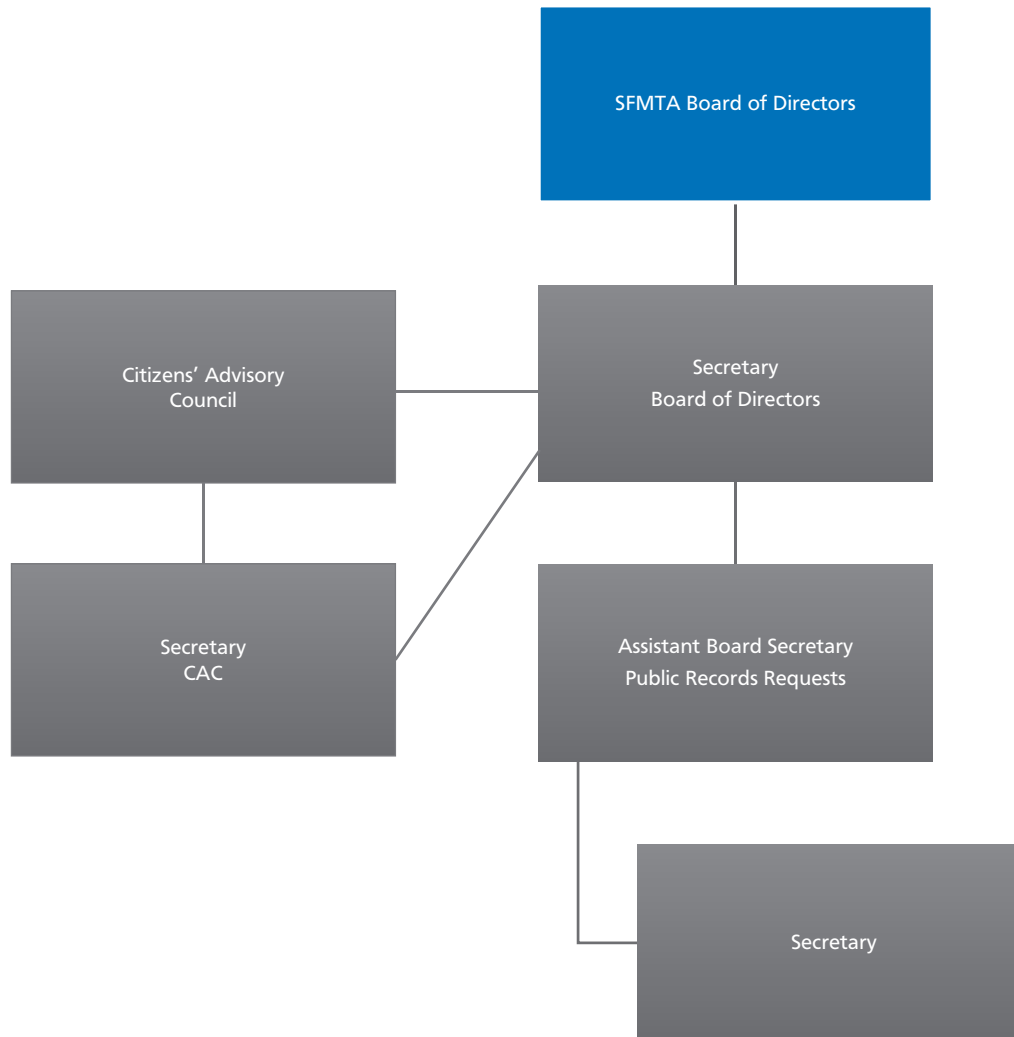 SFMTA Board of Directors
Citizens’ Advisory
Council
Secretary
Board of Directors
Secretary
CAC
Assistant Board Secretary
Public Records Requests
Secretary